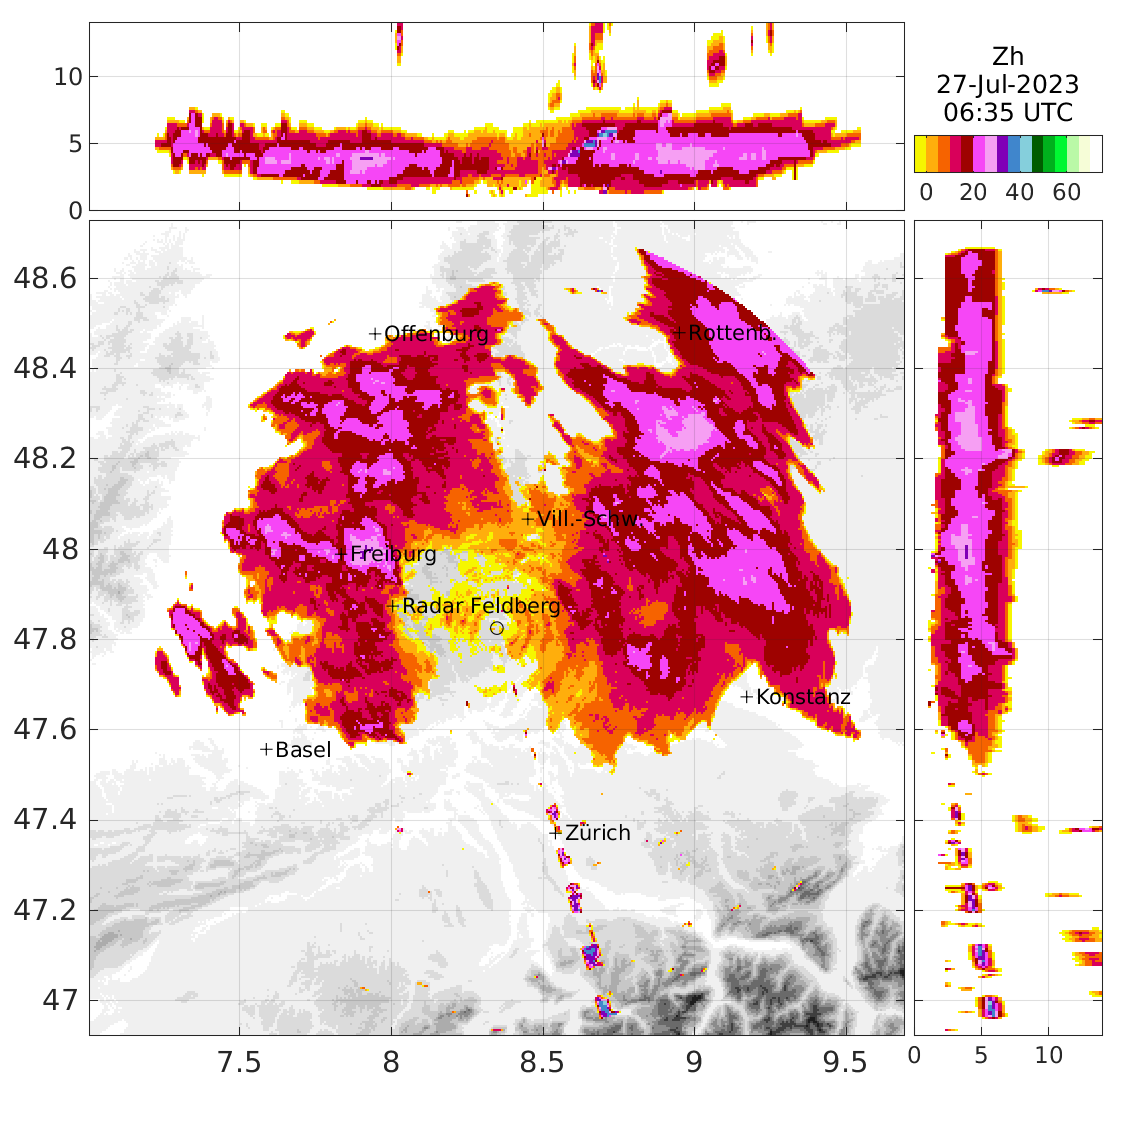 10
5
0
Zh
27-Jul-2023
06:35 UTC
0 20 40 60
48.6
48.4
48.2
48
47.8
47.6
47.4
47.2
47
+Offenburg
+Rottenb.
+Vill.-Schw.
+Freiburg
+Radar Feldberg
+Konstanz
+Basel
+Zürich
7.5 8 8.5 9 9.5
0 5 10